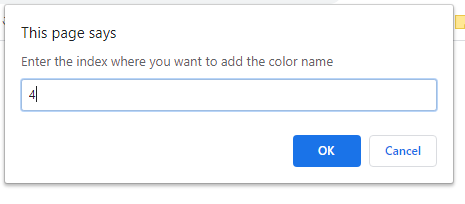 This page says
Enter the index where you want to add the color name
4
OK Cancel